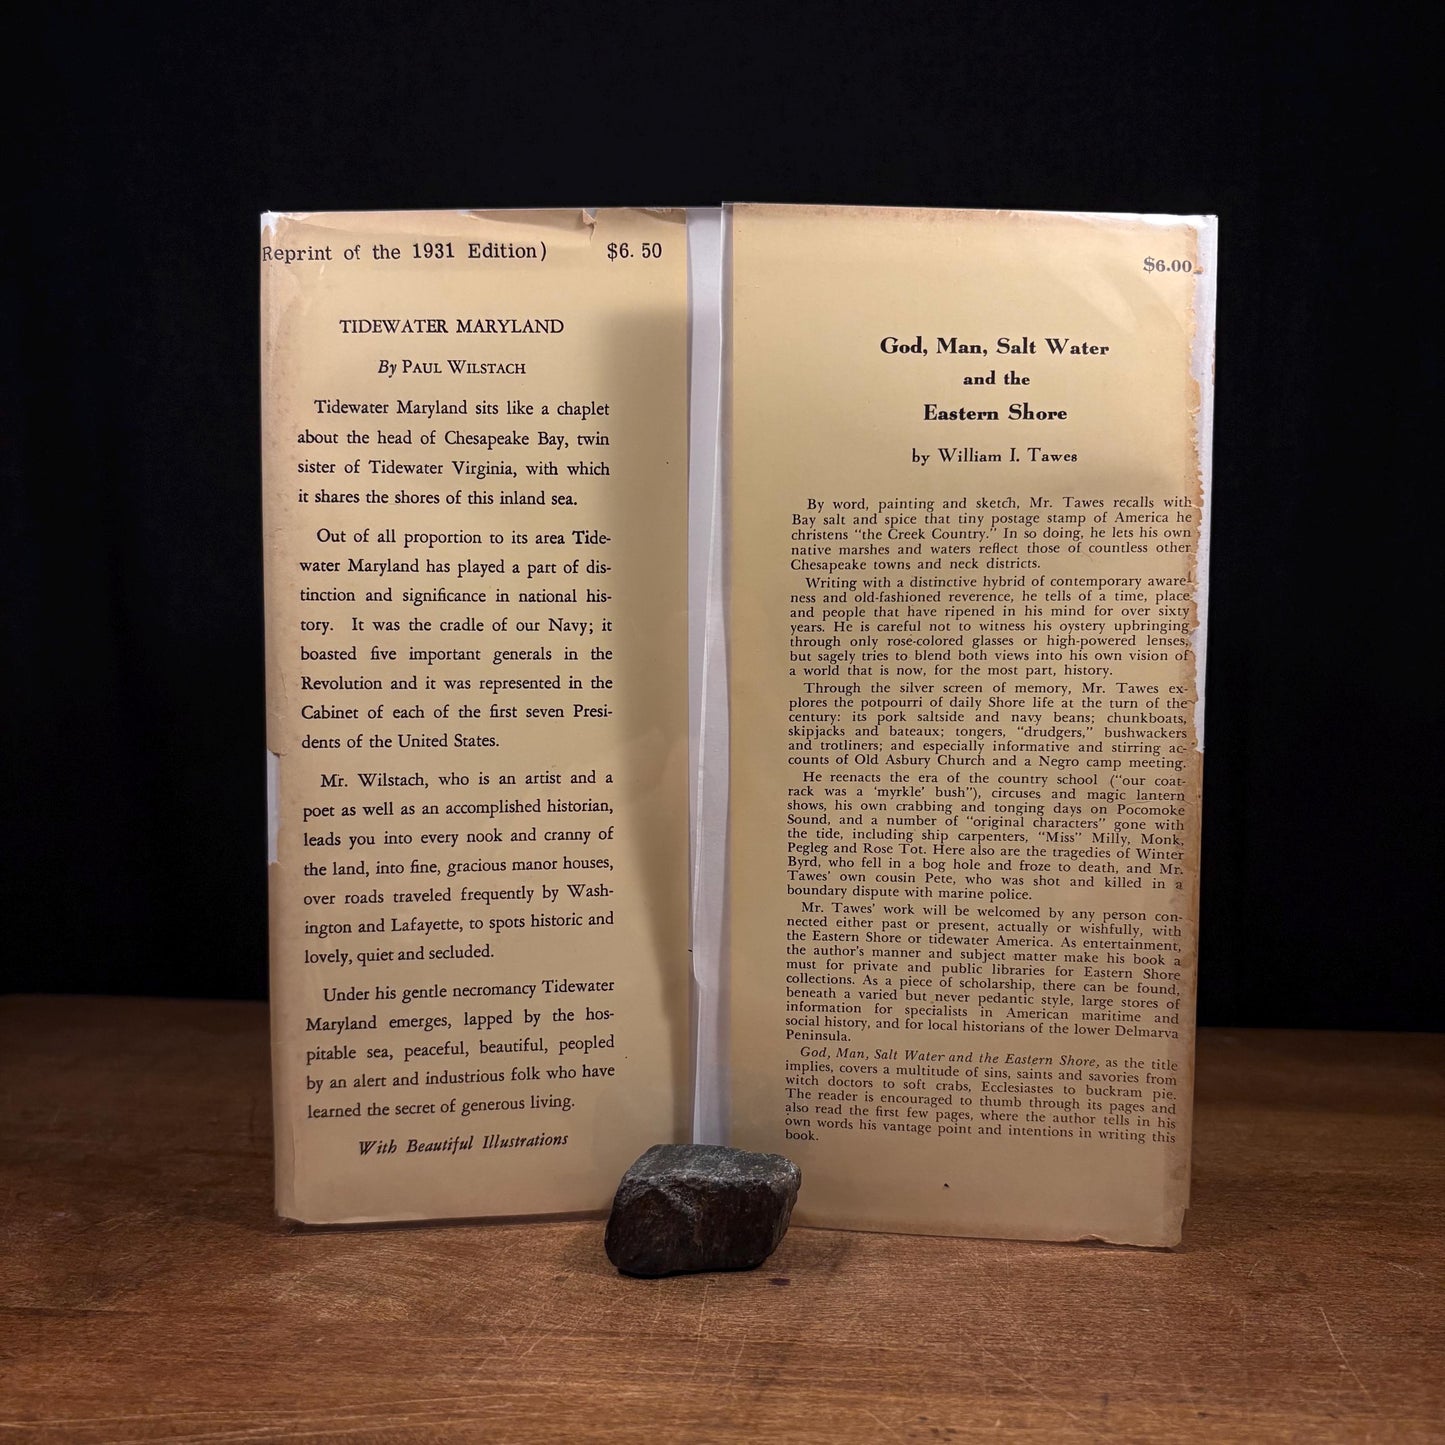 Reprint of the 1931 Edition) $6. 50
TIDEWATER MARYLAND
By PAUL WILSTACH
Tidewater Maryland sits like a chaplet
about the head of Chesapeake Bay, twin
sister of Tidewater Virginia, with which
it shares the shores of this inland sea.
Out of all proportion to its area Tide-
water Maryland has played a part of dis-
tinction and significance in national his-
tory. It was the cradle of our Navy; it
boasted five important generals in the
Revolution and it was represented in the
Cabinet of each of the first seven Presi-
dents of the United States.
Mr. Wilstach, who is an artist and a
poet as well as an accomplished historian,
leads you into every nook and cranny of
the land, into fine, gracious manor houses,
over roads traveled frequently by Wash-
ington and Lafayette, to spots historic and
lovely, quiet and secluded.
Under his gentle necromancy Tidewater
Maryland emerges, lapped by the hos-
pitable sea, peaceful, beautiful, peopled
by an alert and industrious folk who have
learned the secret of generous living.
With Beautiful Illustrations
$6.00
God, Man, Salt Water
and the
Eastern Shore
by William I. Tawes
By word, painting and sketch, Mr. Tawes recalls with
Bay salt and spice that tiny postage stamp of America he
christens "the Creek Country." In so doing, he lets his own
native marshes and waters reflect those of countless other
Chesapeake towns and neck districts.
Writing with a distinctive hybrid of contemporary aware-
ness and old-fashioned reverence, he tells of a time, place
and people that have ripened in his mind for over sixty
years. He is careful not to witness his oystery upbringing
through only rose-colored glasses or high-powered lenses,
but sagely tries to blend both views into his own vision of
a world that is now, for the most part, history.
Through the silver screen of memory, Mr. Tawes ex-
plores the potpourri of daily Shore life at the turn of the
century: its pork saltside and navy beans; chunkboats,
skipjacks and bateaux; tongers, "drudgers," bushwackers
and trotliners; and especially informative and stirring ac-
counts of Old Asbury Church and a Negro camp meeting.
He reenacts the era of the country school ("our coat-
rack was a 'myrkle' bush"), circuses and magic lantern
shows, his own crabbing and tonging days on Pocomoke
Sound, and a number of "original characters" gone with
the tide, including ship carpenters, "Miss" Milly, Monk,
Pegleg and Rose Tot. Here also are the tragedies of Winter
Byrd, who fell in a bog hole and froze to death, and Mr.
Tawes' own cousin Pete, who was shot and killed in a
boundary dispute with marine police.
Mr. Tawes' work will be welcomed by any person con-
nected either past or present, actually or wishfully, with
the Eastern Shore or tidewater America. As entertainment,
the author's manner and subject matter make his book a
must for private and public libraries for Eastern Shore
collections. As a piece of scholarship, there can be found,
beneath a varied but never pedantic style, large stores of
information for specialists in American maritime and
social history, and for local historians of the lower Delmarva
Peninsula.
God, Man, Salt Water and the Eastern Shore, as the title
implies, covers a multitude of sins, saints and savories from
witch doctors to soft crabs, Ecclesiastes to buckram pie.
The reader is encouraged to thumb through its pages and
also read the first few pages, where the author tells in his
own words his vantage point and intentions in writing this
book.